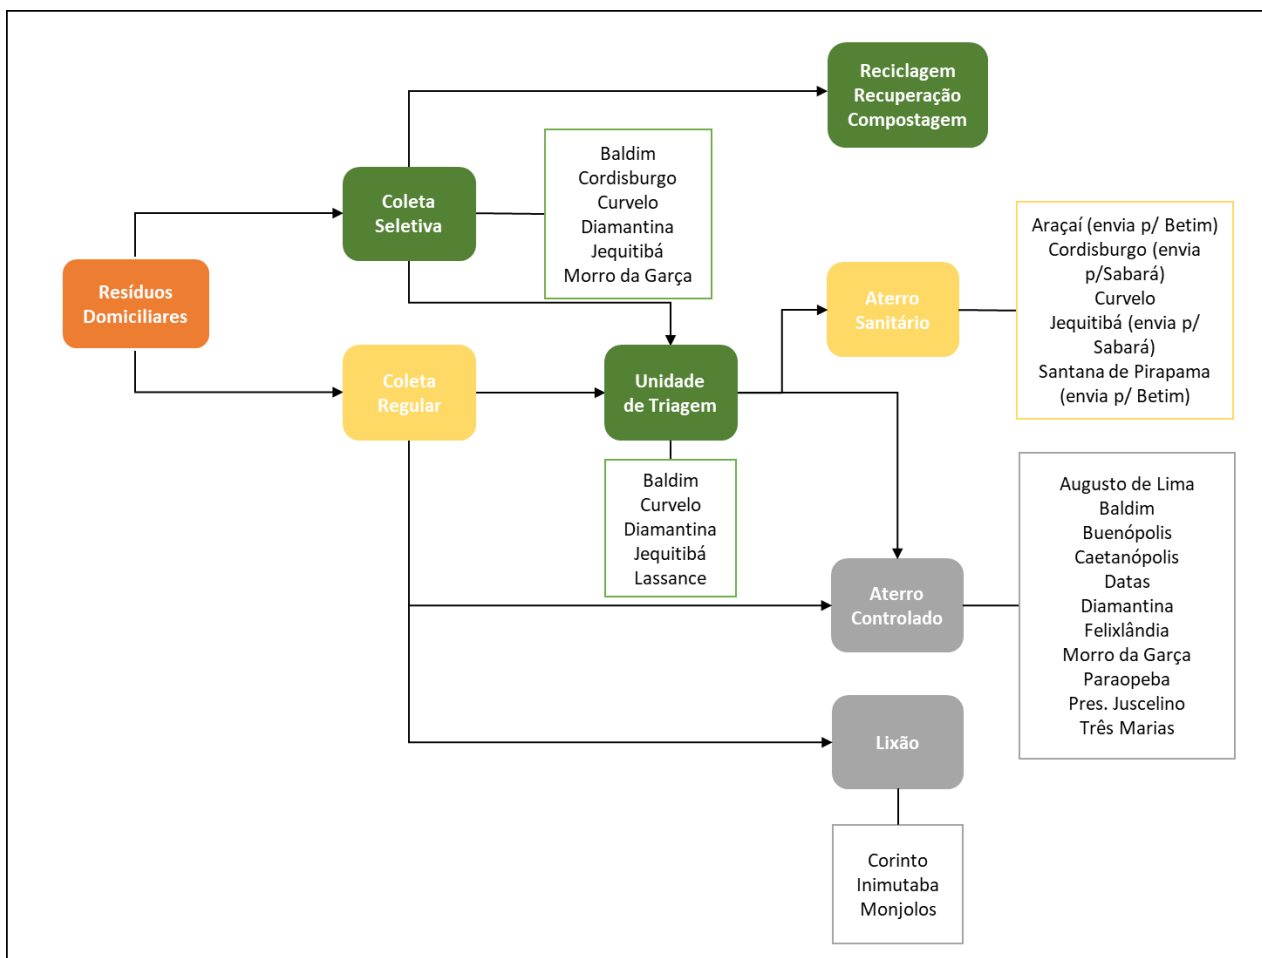 Reciclagem
Recuperação
Compostagem
Baldim
Cordisburgo
Curvelo
Diamantina
Jequitibá
Morro da Garça
Coleta
Seletiva
Araçaí (envia p/ Betim)
Cordisburgo (envia
p/Sabará)
Curvelo
Jequitibá (envia p/
Sabará)
Santana de Pirapama
(envia p/ Betim)
Resíduos
Domiciliares
Aterro
Sanitário
Coleta
Regular
Unidade
de Triagem
Baldim
Curvelo
Diamantina
Jequitibá
Lassance
Augusto de Lima
Baldim
Buenópolis
Caetanópolis
Datas
Diamantina
Felixlândia
Morro da Garça
Paraopeba
Pres. Juscelino
Três Marias
Aterro
Controlado
Lixão
Corinto
Inimutaba
Monjolos